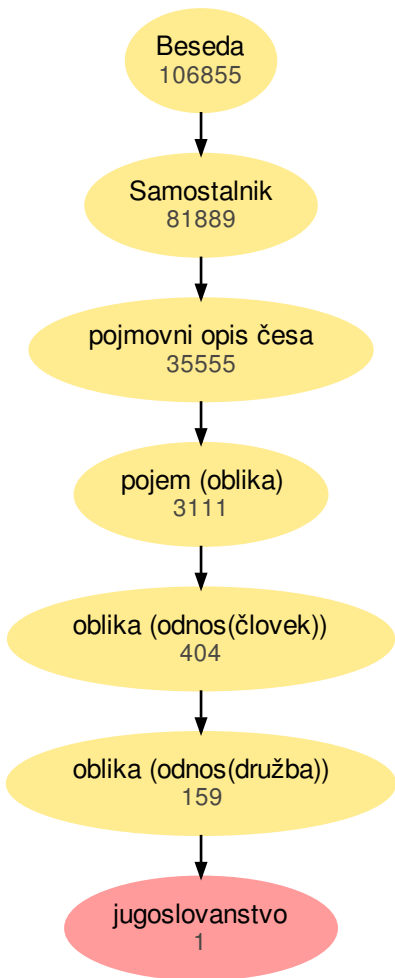 Beseda
106855
Samostalnik
81889
pojmovni opis česa
35555
pojem (oblika)
3111
oblika (odnos(človek))
404
oblika (odnos(družba))
159
jugoslovanstvo
1